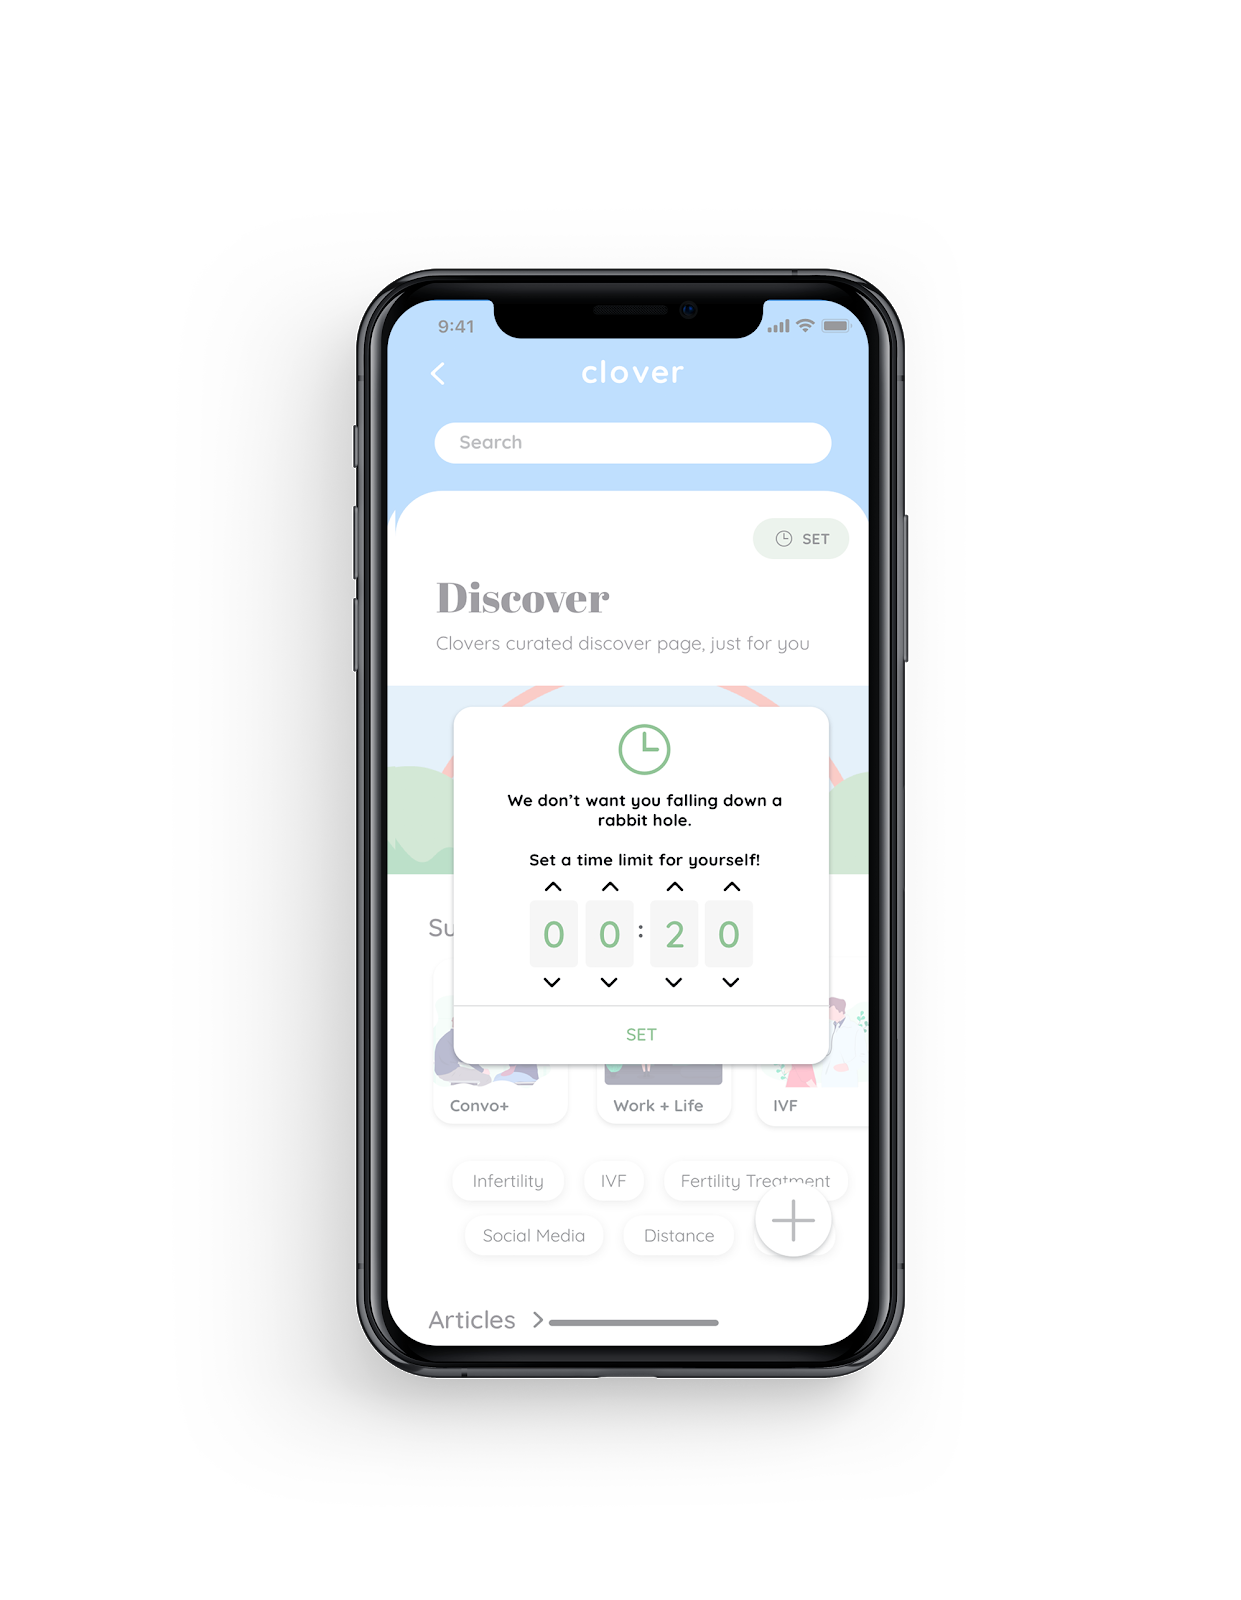 9:41
clover
Search
SET
Discover
Clovers curated discover page, just for you
We don't want you falling down a
rabbit hole.
Set a time limit for yourself!
0 0 : 2 0
SET
Su
Convo+
Work + Life
IVF
Infertility
IVF
Fertility Treatment
Social Media
Distance
Articles